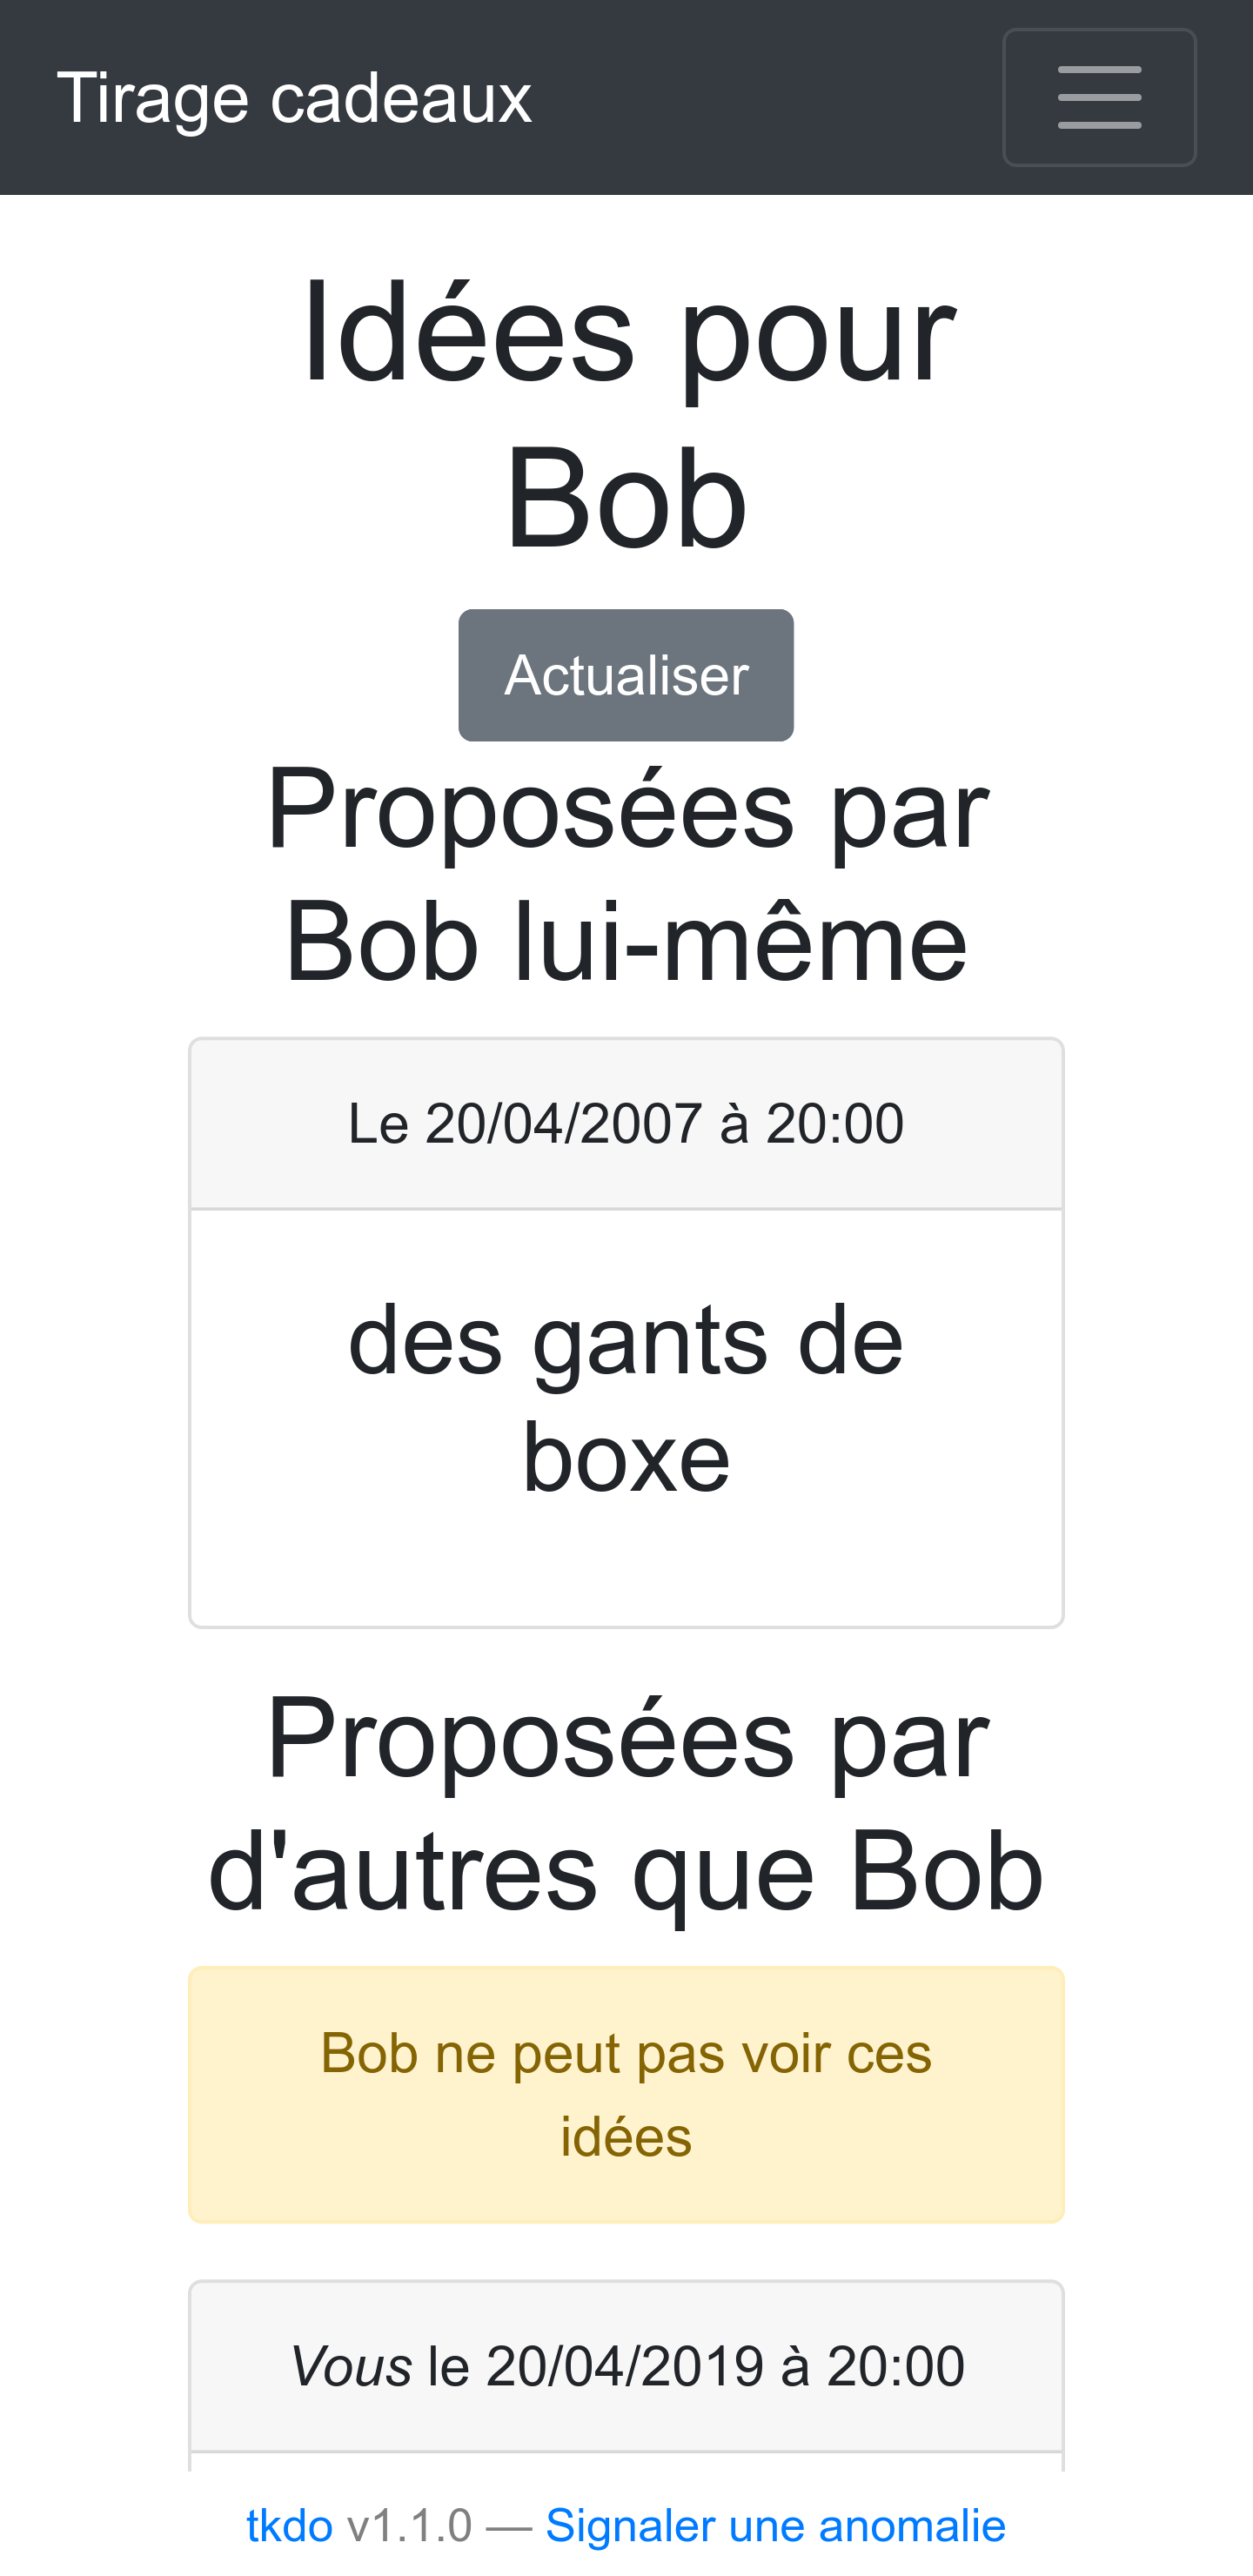 Tirage cadeaux
Idées pour
Bob
Actualiser
Proposées par
Bob lui-même
Le 20/04/2007 à 20:00
des gants de
boxe
Proposées par
d'autres que Bob
Bob ne peut pas voir ces
idées
Vous le 20/04/2019 à 20:00
tkdo v1.1.0 — Signaler une anomalie